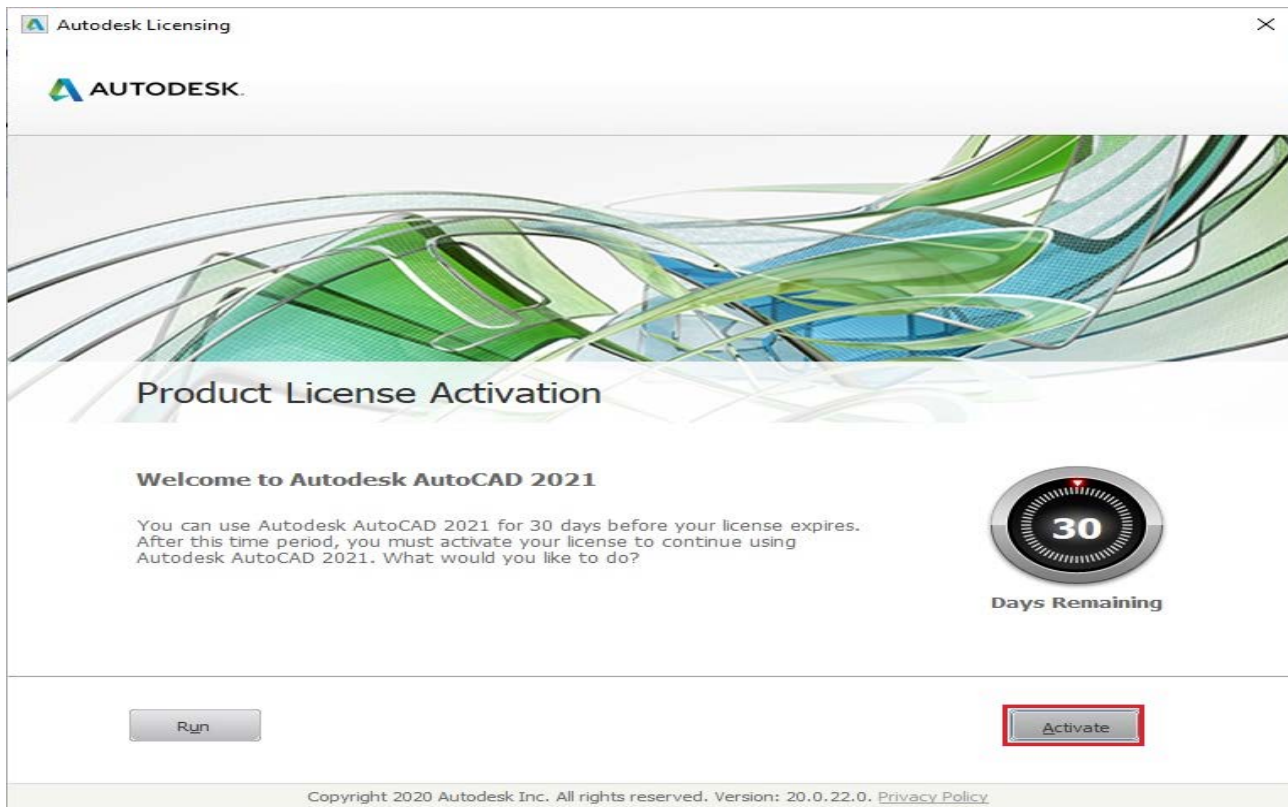 Autodesk Licensing
AUTODESK.
Product License Activation
Welcome to Autodesk AutoCAD 2021
You can use Autodesk AutoCAD 2021 for 30 days before your license expires.
After this time period, you must activate your license to continue using
Autodesk AutoCAD 2021. What would you like to do?
30
Days Remaining
Run
Activate
Copyright 2020 Autodesk Inc. All rights reserved. Version: 20.0.22.0. Privacy Policy